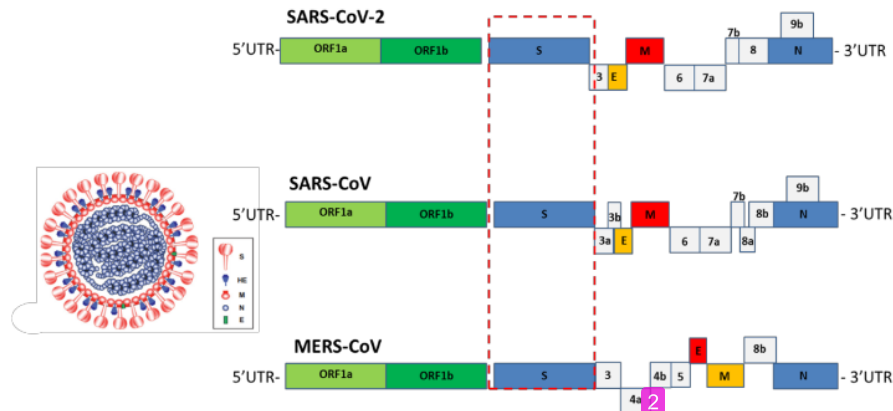 SARS-CoV-2
9b
7b
5'UTR- ORF1a ORF1b S M 8 N - 3'UTR
3 E 6 7a
SARS-CoV
9b
7b
5'UTR- ORF1a ORF1b S 3b M 8b N - 3'UTR
3a E 6 7a 8a
S
HE
M
N
E
MERS-CoV
E 8b
5'UTR- ORF1a ORF1b S 3 4b 5 M N - 3'UTR
4a 2